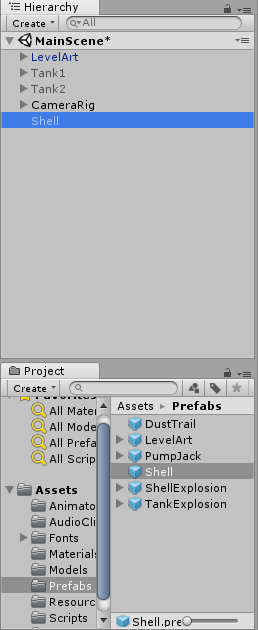 Hierarchy
Create
All
MainScene*
LevelArt
Tank1
Tank2
CameraRig
Shell
Project
Create
Favorites
All Mater
All Mode
All Prefa
All Scrip
Assets
Animato
AudioCli
Fonts
Materials
Models
Prefabs
Resourc
Scripts
Assets Prefabs
DustTrail
LevelArt
PumpJack
Shell
ShellExplosion
TankExplosion
Shell.pre